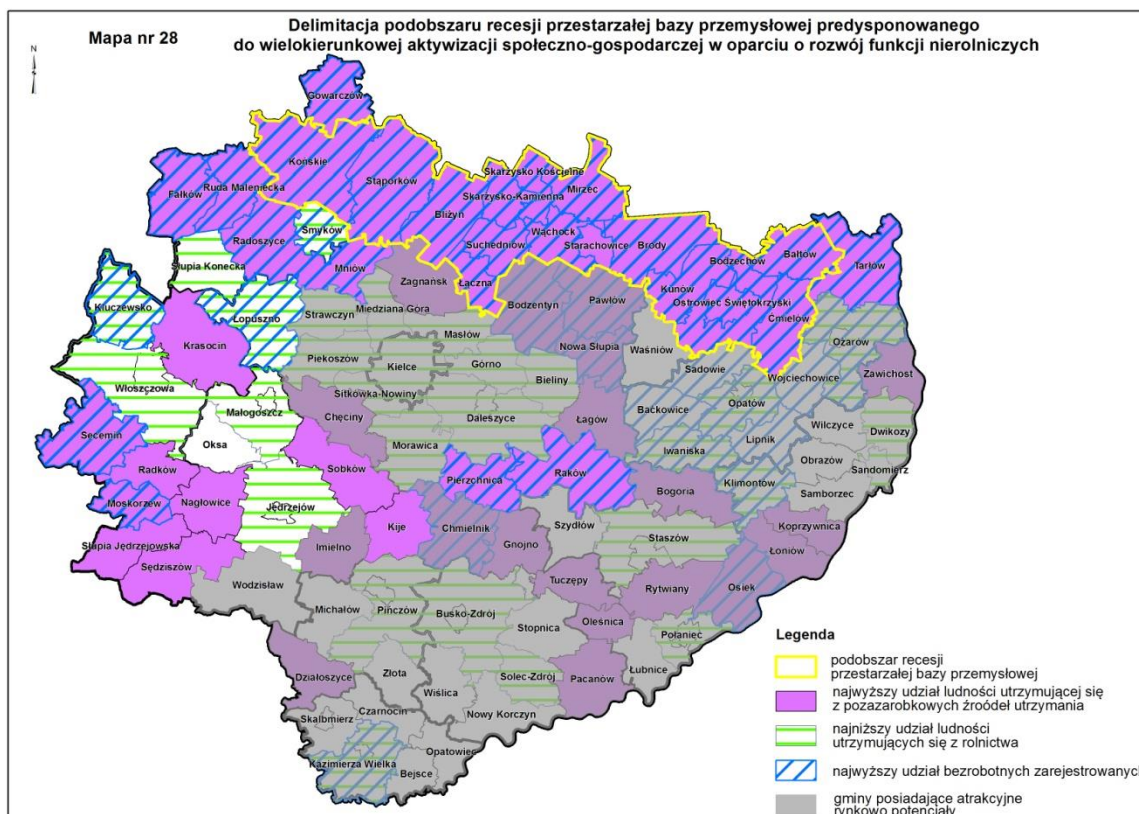 Mapa nr 28
Delimitacja podobszaru recesji przestarzałej bazy przemysłowej predysponowanego
do wielokierunkowej aktywizacji społeczno-gospodarczej w oparciu o rozwój funkcji nierolniczych
N
Gowarczów
Końskie
Skarżysko Kościelne
Stąporków
Mirzec
Ruda Maleniecka
Fałków
Skarżysko-Kamienna
Bliżyn
Smyków
Wąchock
Radoszyce
Suchedniów
Starachowice
Brody
Bodzechów
Bałtów
Słupia Konecka
Mniów
Zagnańsk
Łączna
Tarłów
Kunów
Bodzentyn
Pawłów
Ostrowiec Świętokrzyski
Kluczewsko
Łopuszno
Strawczyn
Miedziana Góra
Ćmielów
Masłów
Krasocin
Nowa Słupia
Waśniów
Ożarów
Piekoszów
Kielce
Górno
Sadowie
Wojciechowice
Zawichost
Włoszczowa
Bieliny
Sitkówka-Nowiny
Małogoszcz
Opatów
Baćkowice
Chęciny
Daleszyce
Łagów
Wilczyce
Dwikozy
Secemin
Oksa
Morawica
Lipnik
Iwaniska
Obrazów
Sandomierz
Radków
Sobków
Raków
Pierzchnica
Klimontów
Moskorzew
Nagłowice
Jędrzejów
Bogoria
Samborzec
Kije
Chmielnik
Szydłów
Koprzywnica
Słupia Jędrzejowska
Imielno
Gnojno
Staszów
Łoniów
Sędziszów
Wodzisław
Tuczępy
Rytwiany
Osiek
Michałów
Pińczów
Busko-Zdrój
Stopnica
Oleśnica
Połaniec
Działoszyce
Złota
Solec-Zdrój
Pacanów
Łubnice
Wiślica
Skalbmierz
Czarnocin
Nowy Korczyn
Opatowiec
Kazimierza Wielka
Bejsce
Legenda
podobszar recesji
przestarzałej bazy przemysłowej
najwyższy udział ludności utrzymującej się
z pozazarobkowych źroódeł utrzymania
najniższy udział ludności
utrzymujących się z rolnictwa
najwyższy udział bezrobotnych zarejestrowanych
gminy posiadające atrakcyjne
rynkowo potencjały